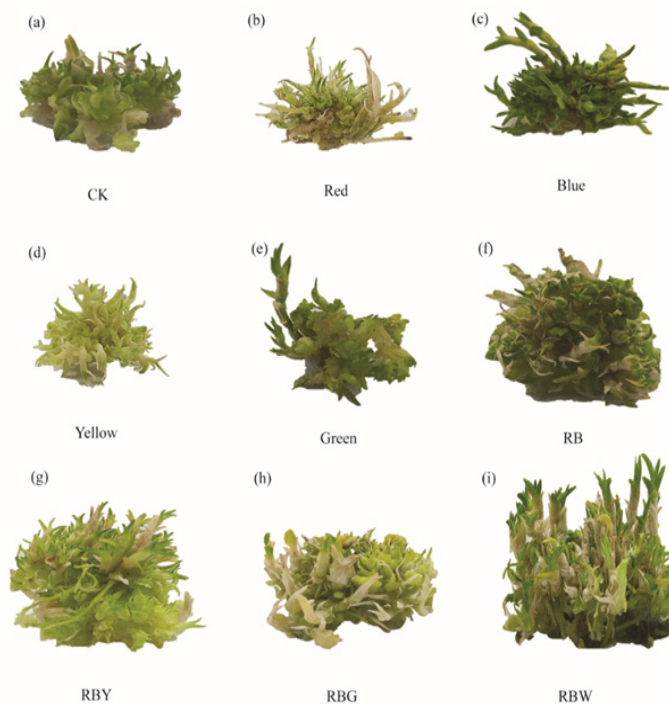 (a)
(b)
(c)
CK
Red
Blue
(d)
(e)
(f)
Yellow
Green
RB
(g)
(h)
(i)
RBY
RBG
RBW